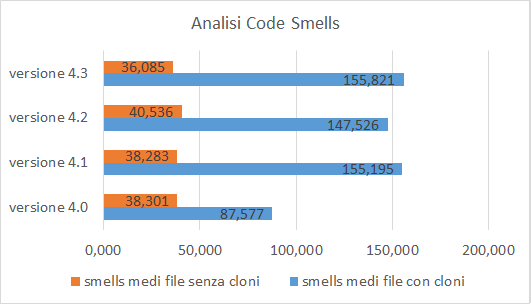 Analisi Code Smells
versione 4.3
36,085
155,821
versione 4.2
40,536
147,526
versione 4.1
38,283
155,195
versione 4.0
38,301
87,577
0,000 50,000 100,000 150,000 200,000
smells medi file senza cloni smells medi file con cloni